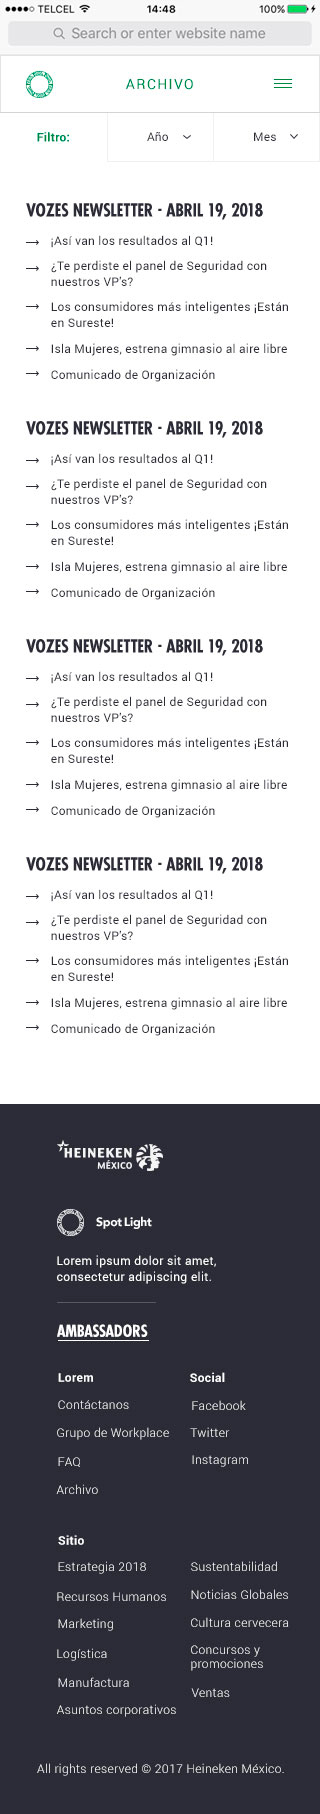 TELCEL 14:48 100%
Search or enter website name
ARCHIVO
Filtro: Año Mes
VOZES NEWSLETTER - ABRIL 19, 2018
¡Así van los resultados al Q1!
¿Te perdiste el panel de Seguridad con
nuestros VP's?
Los consumidores más inteligentes ¡Están
en Sureste!
Isla Mujeres, estrena gimnasio al aire libre
Comunicado de Organización
VOZES NEWSLETTER - ABRIL 19, 2018
¡Así van los resultados al Q1!
¿Te perdiste el panel de Seguridad con
nuestros VP's?
Los consumidores más inteligentes ¡Están
en Sureste!
Isla Mujeres, estrena gimnasio al aire libre
Comunicado de Organización
VOZES NEWSLETTER - ABRIL 19, 2018
¡Así van los resultados al Q1!
¿Te perdiste el panel de Seguridad con
nuestros VP's?
Los consumidores más inteligentes ¡Están
en Sureste!
Isla Mujeres, estrena gimnasio al aire libre
Comunicado de Organización
VOZES NEWSLETTER - ABRIL 19, 2018
¡Así van los resultados al Q1!
¿Te perdiste el panel de Seguridad con
nuestros VP's?
Los consumidores más inteligentes ¡Están
en Sureste!
Isla Mujeres, estrena gimnasio al aire libre
Comunicado de Organización
HEINEKEN
MÉXICO
Spot Light
Lorem ipsum dolor sit amet,
consectetur adipiscing elit.
AMBASSADORS
Lorem
Contáctanos
Grupo de Workplace
FAQ
Archivo
Social
Facebook
Twitter
Instagram
Sitio
Estrategia 2018
Recursos Humanos
Marketing
Logística
Manufactura
Asuntos corporativos
Sustentabilidad
Noticias Globales
Cultura cervecera
Concursos y
promociones
Ventas
All rights reserved © 2017 Heineken México.